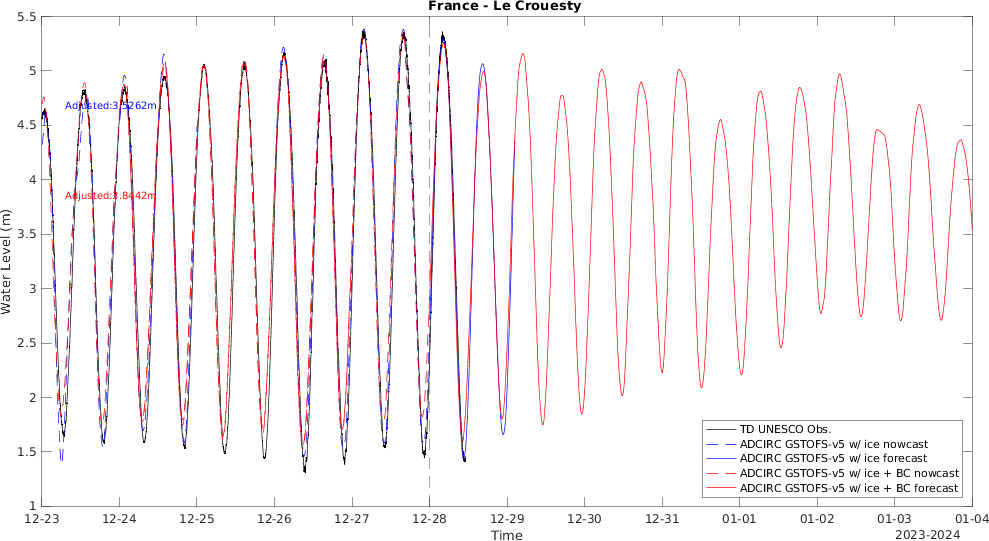 France - Le Crouesty
5.5
5
4.5
4
3.5
3
2.5
2
1.5
1
Water Level (m)
Adjusted:3.5262m
Adjusted:3.8442m
TD UNESCO Obs.
ADCIRC GSTOFS-v5 w/ ice nowcast
ADCIRC GSTOFS-v5 w/ ice forecast
ADCIRC GSTOFS-v5 w/ ice + BC nowcast
ADCIRC GSTOFS-v5 w/ ice + BC forecast
12-23 12-24 12-25 12-26 12-27 12-28 12-29 12-30 12-31 01-01 01-02 01-03 01-04
Time
2023-2024